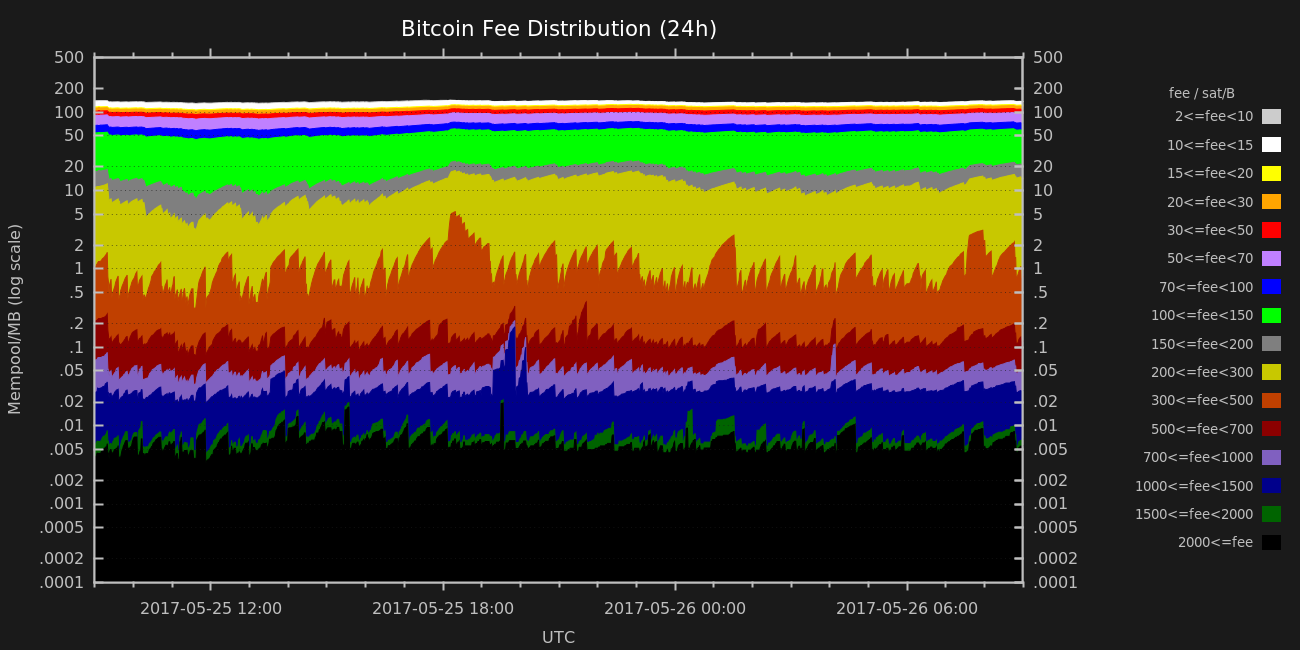 Bitcoin Fee Distribution (24h)
500 500
200 200
100 100
50 50
20 20
10 10
5 5
2 2
1 1
.5 .5
.2 .2
.1 .1
.05 .05
.02 .02
.01 .01
.005 .005
.002 .002
.001 .001
.0005 .0005
.0002 .0002
.0001 .0001
Mempool/MB (log scale)
2017-05-25 12:00 2017-05-25 18:00 2017-05-26 00:00 2017-05-26 06:00
UTC
fee / sat/B
2<=fee<10
10<=fee<15
15<=fee<20
20<=fee<30
30<=fee<50
50<=fee<70
70<=fee<100
100<=fee<150
150<=fee<200
200<=fee<300
300<=fee<500
500<=fee<700
700<=fee<1000
1000<=fee<1500
1500<=fee<2000
2000<=fee